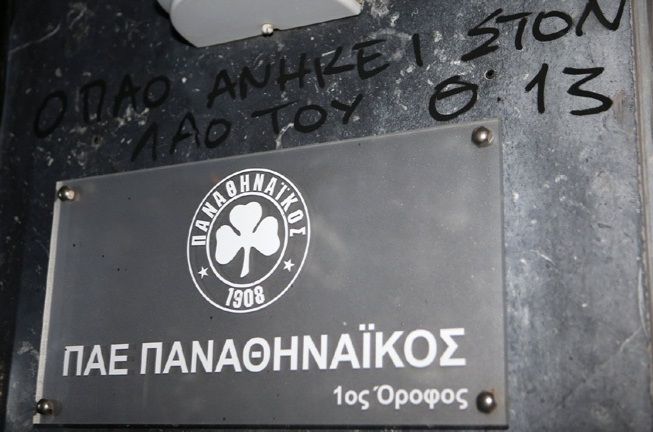 Ο ΠΑΟ ΑΝΗΚΕΙ ΣΤΟΝ
ΛΑΟ ΤΟΥ Θ 13
ΠΑΝΑΘΗΝΑΪΚΟΣ
1908
ΠΑΕ ΠΑΝΑΘΗΝΑΪΚΟΣ
1ος Όροφος